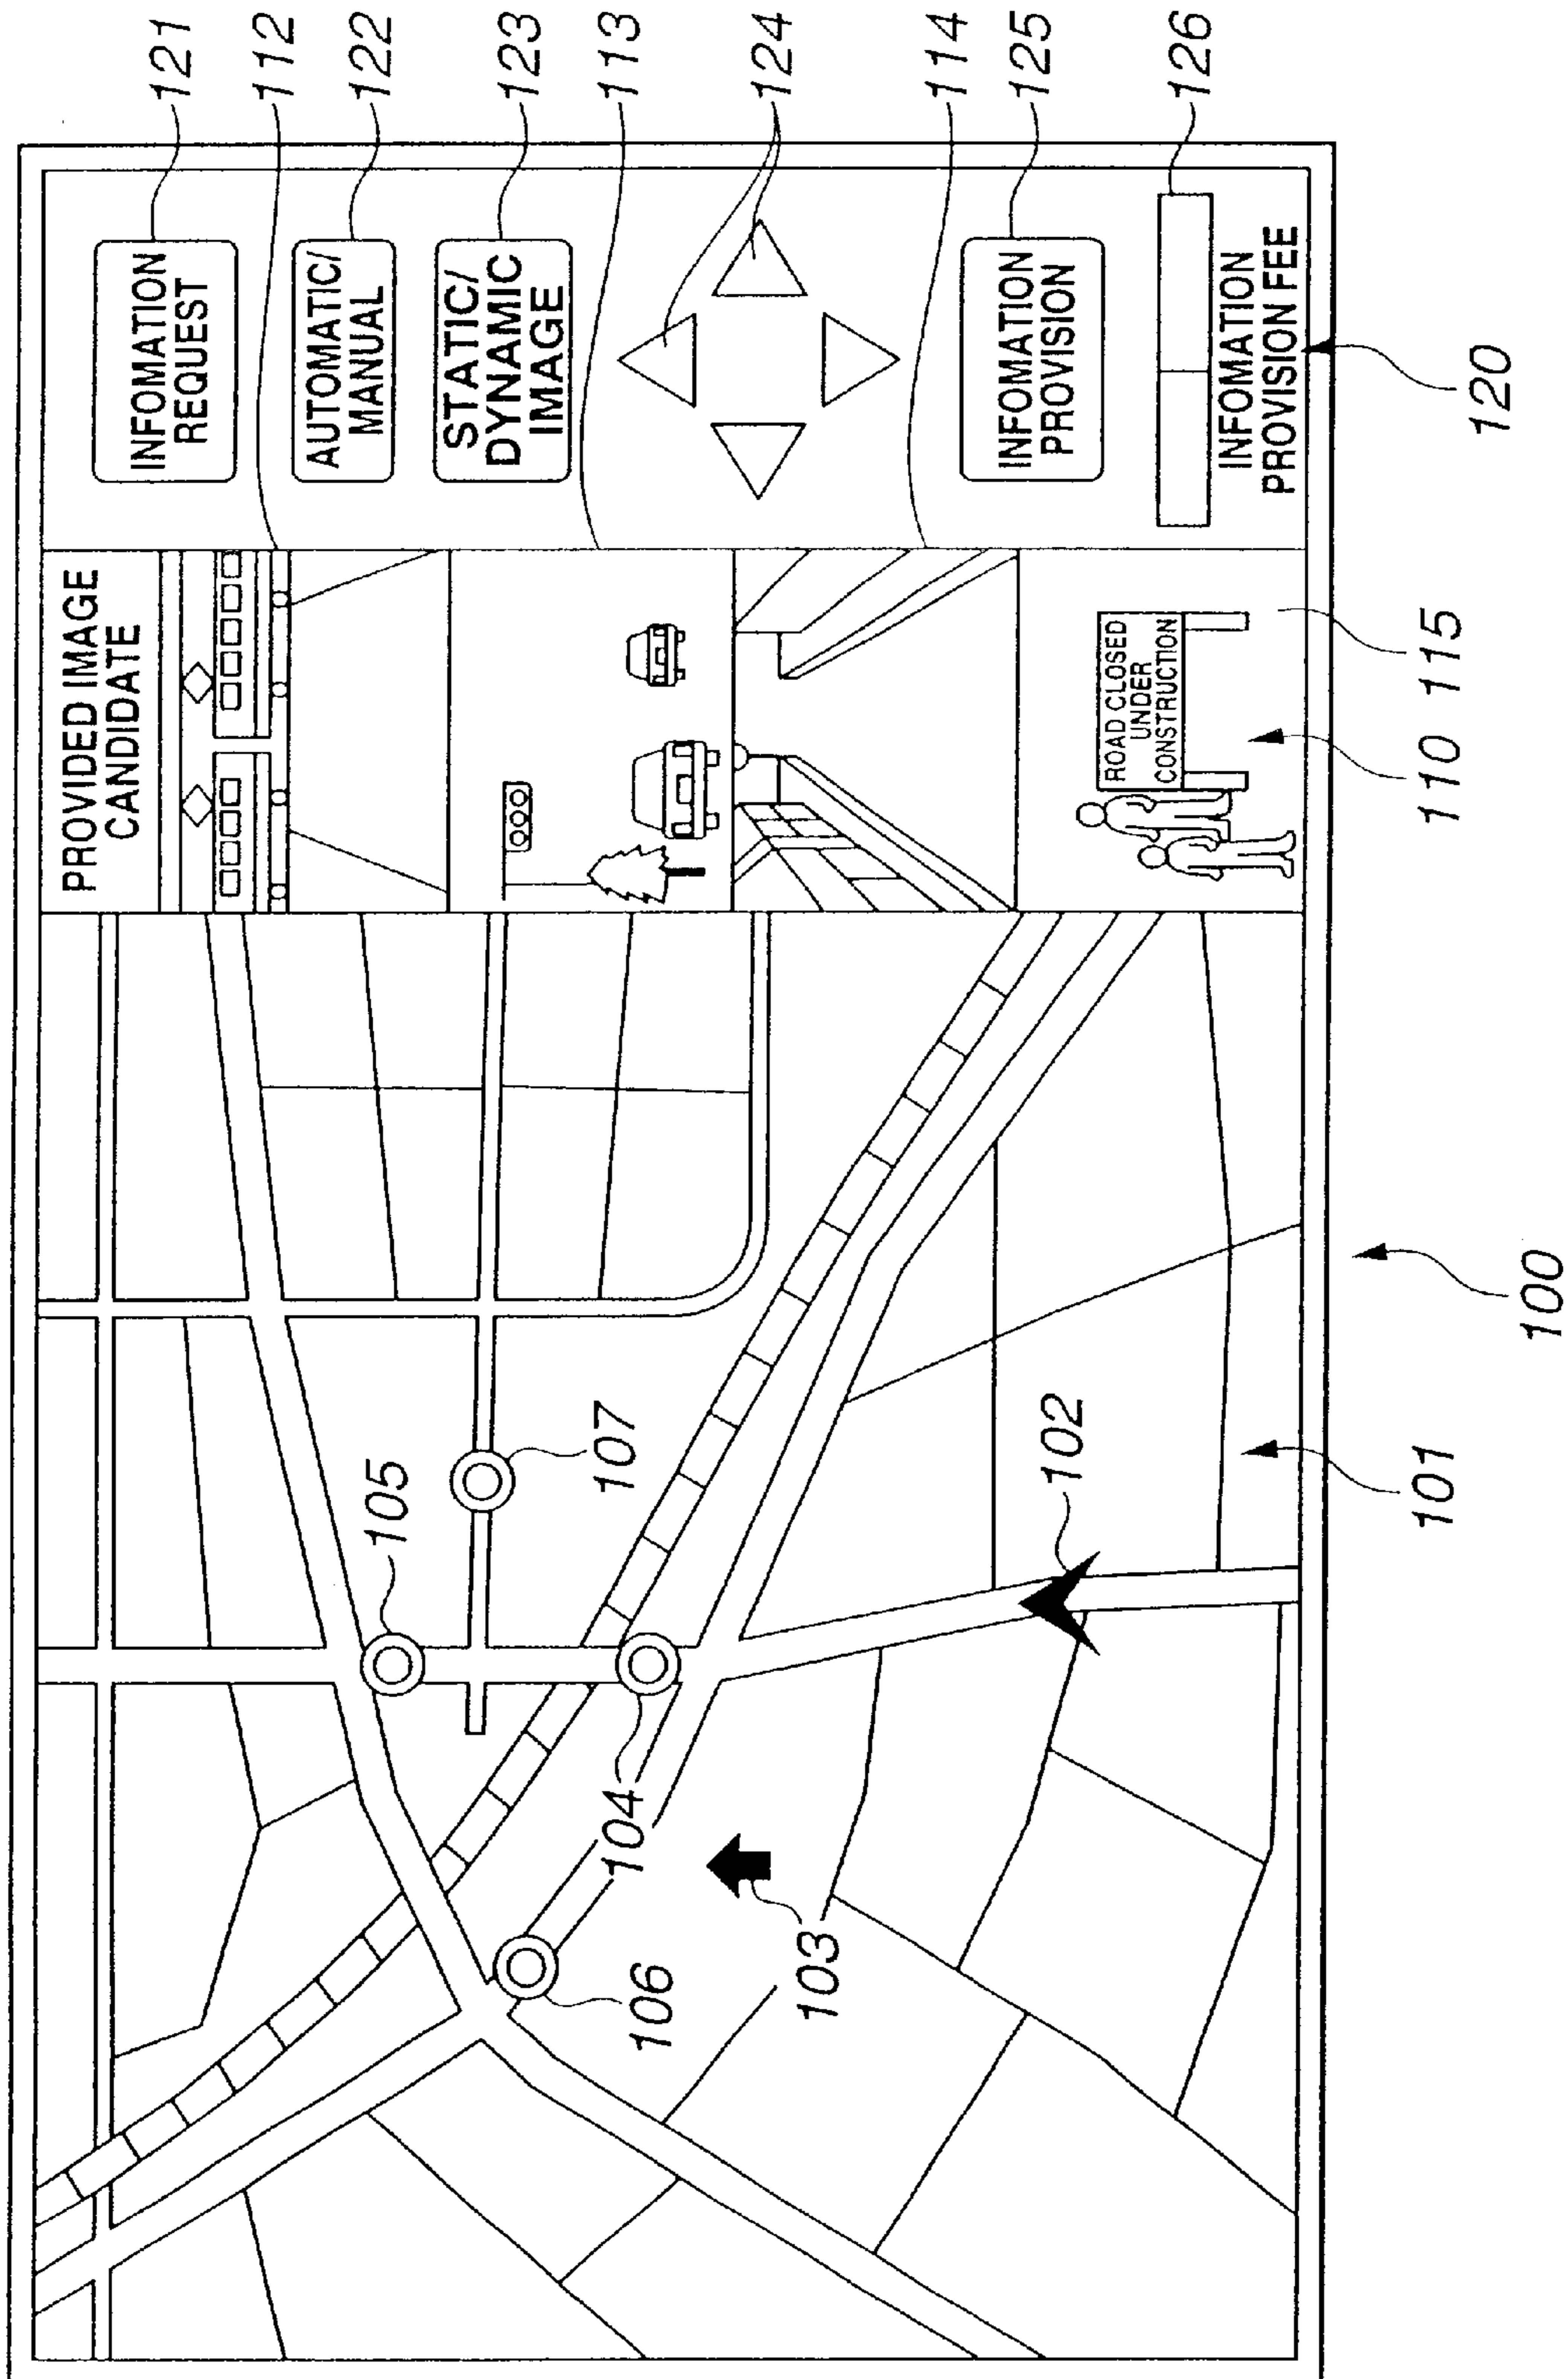 PROVIDED IMAGE
CANDIDATE
ROAD CLOSED
UNDER
CONSTRUCTION
INFOMATION
REQUEST
AUTOMATIC/
MANUAL
STATIC/
DYNAMIC
IMAGE
INFOMATION
PROVISION
INFOMATION
PROVISION FEE
121
112
122
123
113
124
114
125
126
105
107
104
106
103
102
101
100
110
115
120